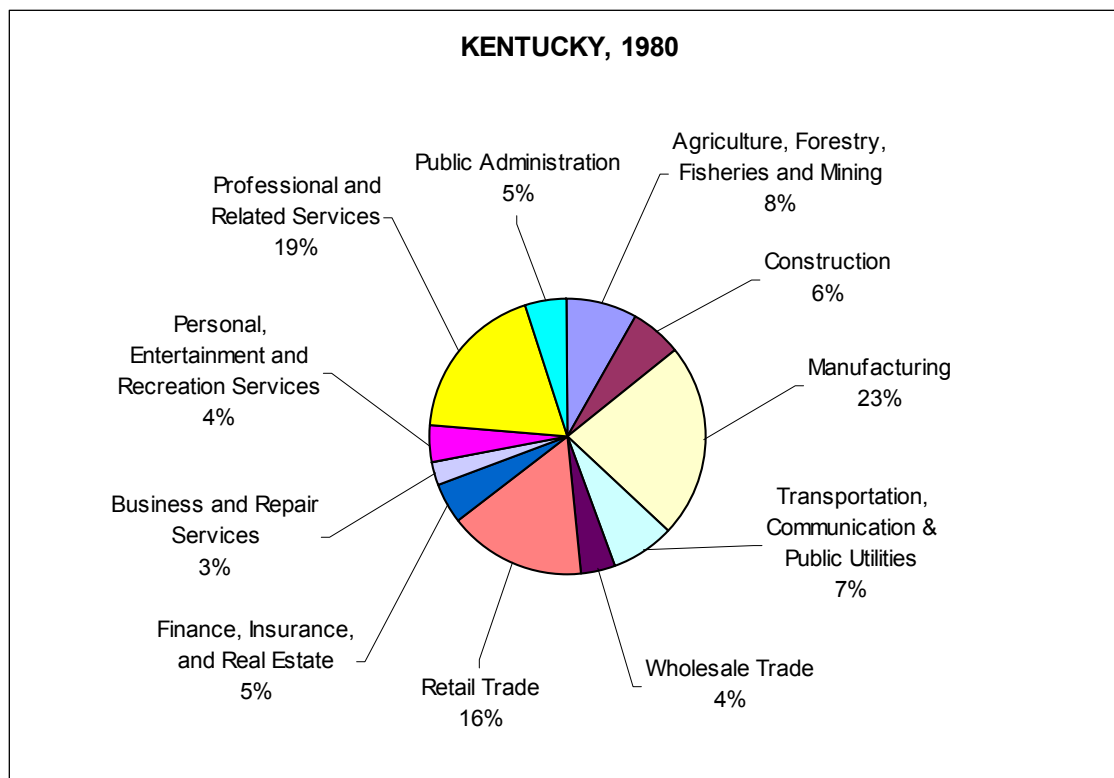 KENTUCKY, 1980
Agriculture, Forestry,
Fisheries and Mining
8%
Construction
6%
Manufacturing
23%
Transportation,
Communication &
Public Utilities
7%
Wholesale Trade
4%
Retail Trade
16%
Finance, Insurance,
and Real Estate
5%
Business and Repair
Services
3%
Personal,
Entertainment and
Recreation Services
4%
Professional and
Related Services
19%
Public Administration
5%